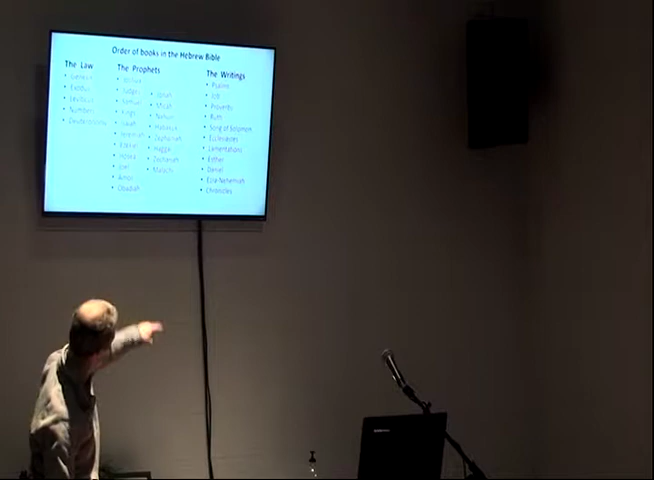 Order of books in the Hebrew Bible
The Law
Genesis
Exodus
Leviticus
Numbers
Deuteronomy
The Prophets
Joshua
Judges
Samuel
Kings
Isaiah
Jeremiah
Ezekiel
Hosea
Joel
Amos
Obadiah
Jonah
Micah
Nahum
Habakkuk
Zephaniah
Haggai
Zechariah
Malachi
The Writings
Psalms
Job
Proverbs
Ruth
Song of Solomon
Ecclesiastes
Lamentations
Esther
Daniel
Ezra Nehemiah
Chronicles